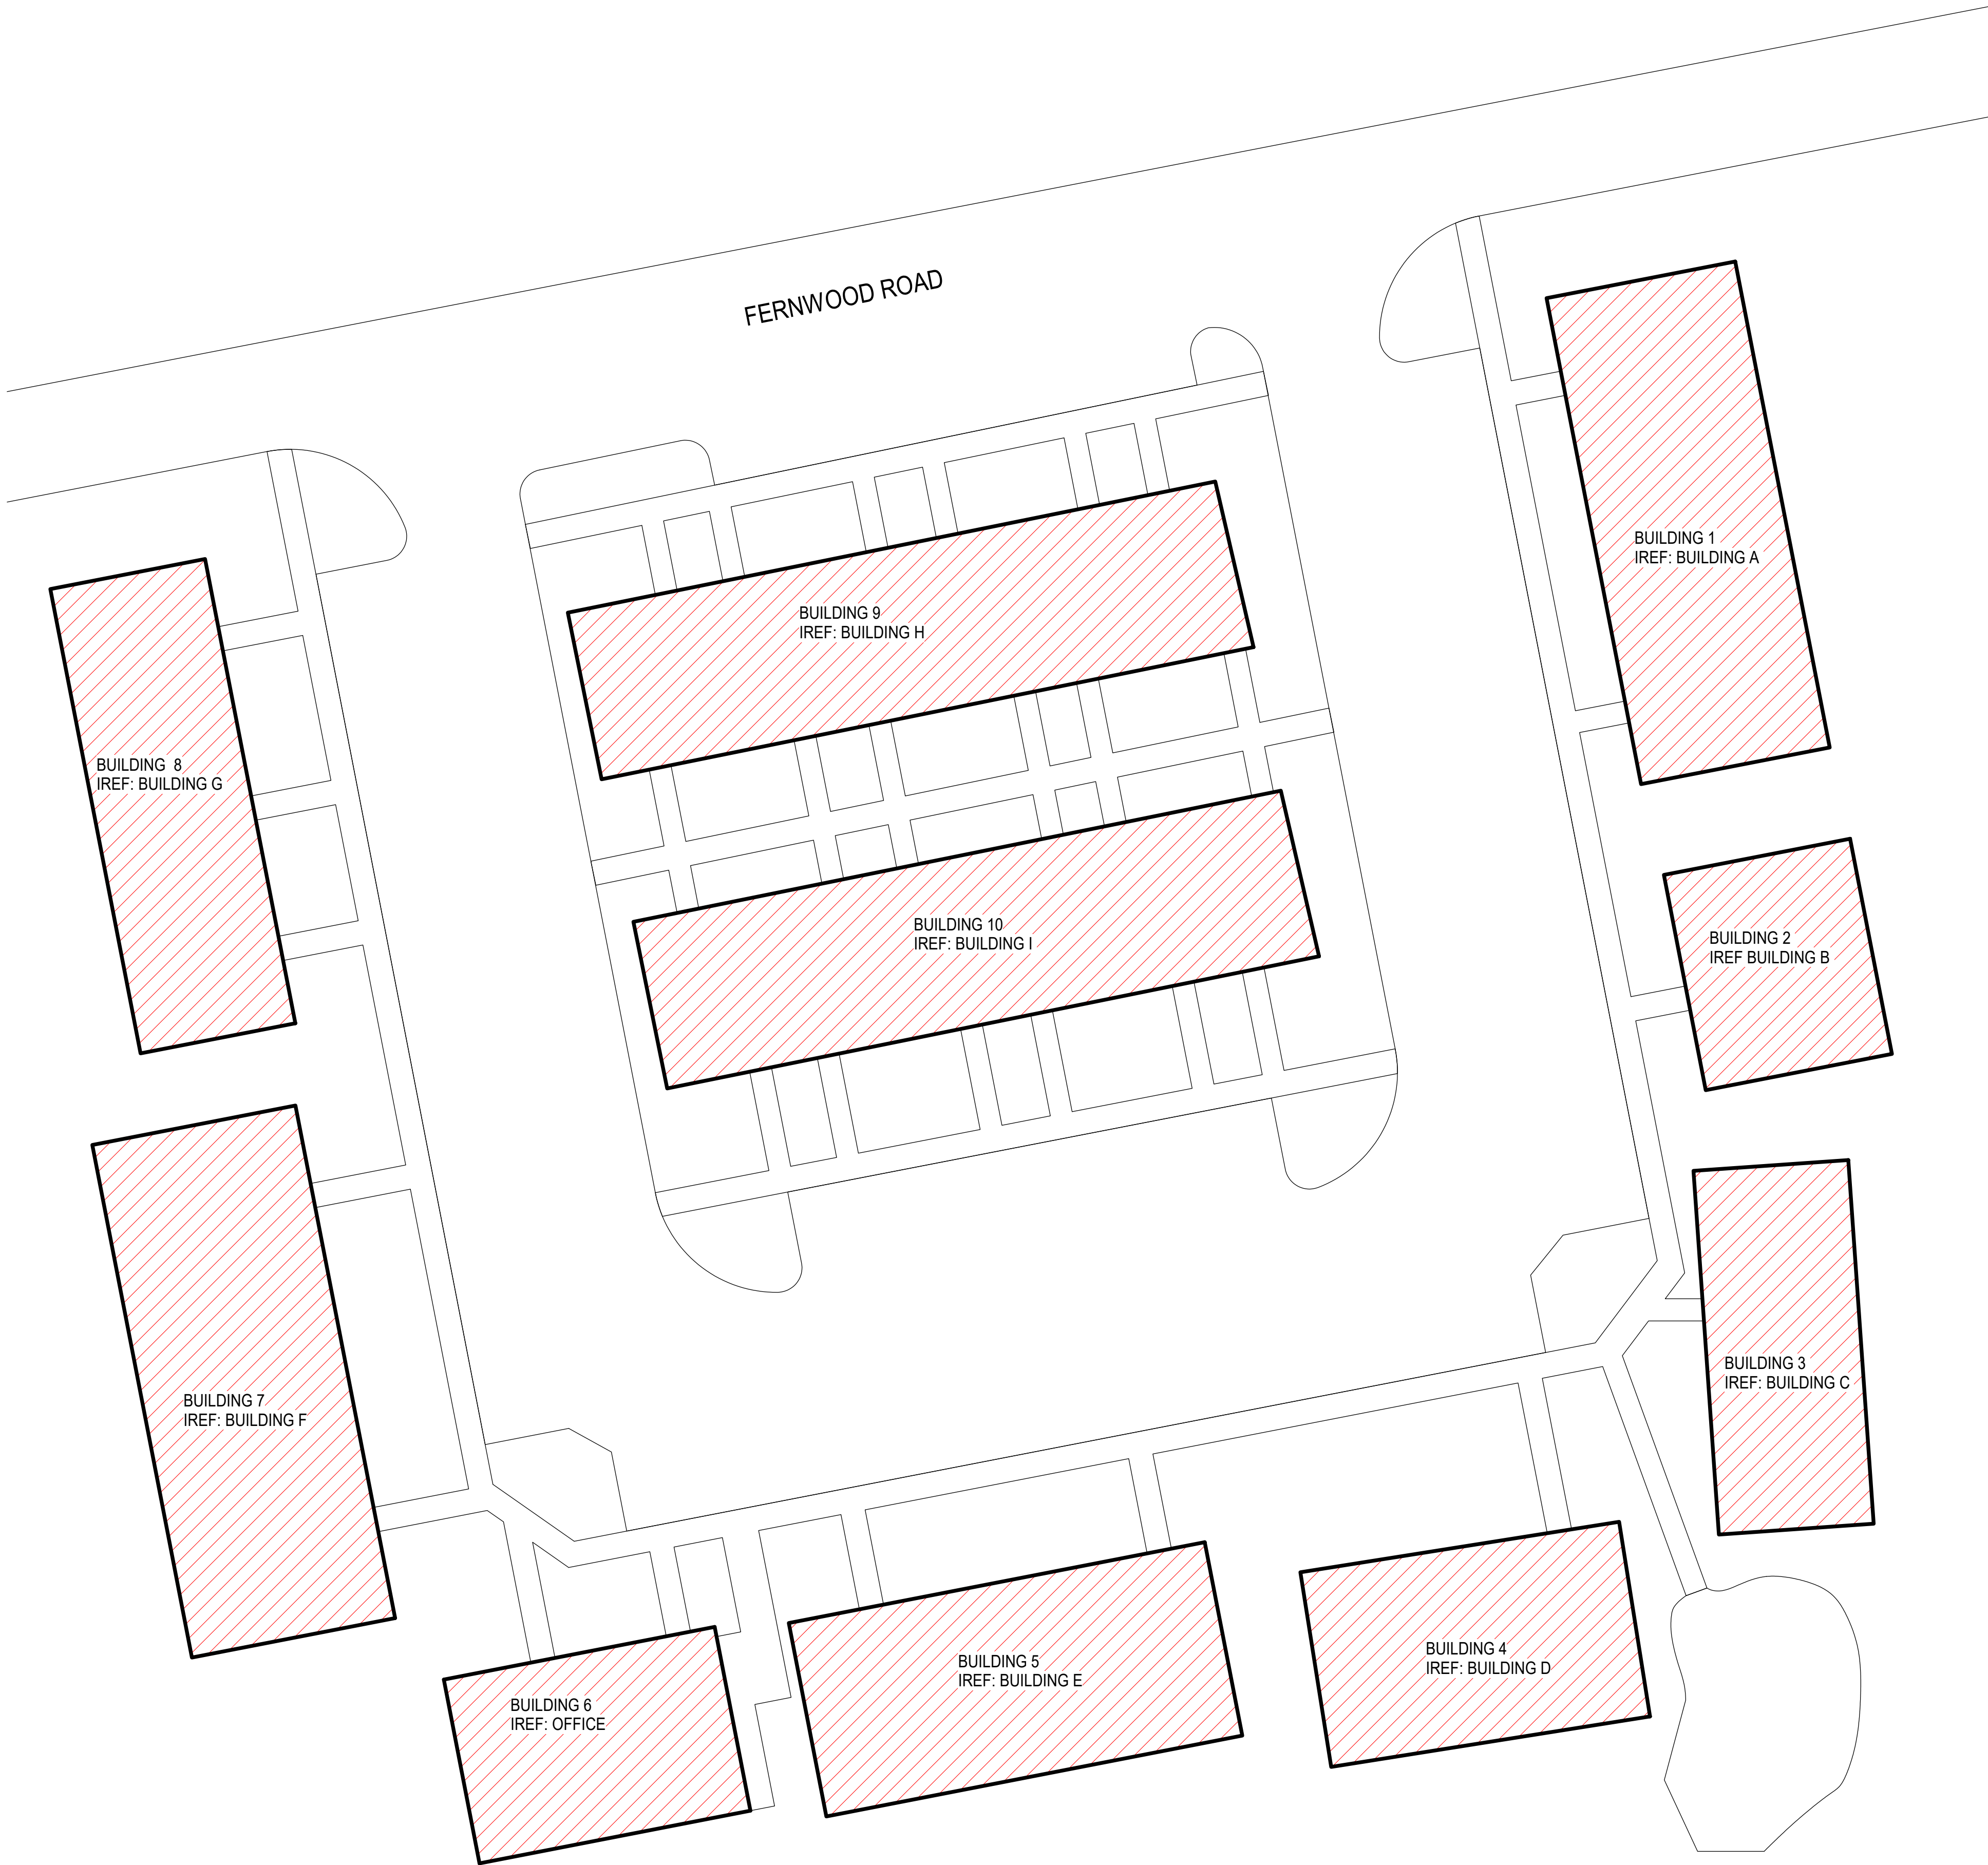 FERNWOOD ROAD
BUILDING 1
IREF: BUILDING A
BUILDING 9
IREF: BUILDING H
BUILDING  8
IREF: BUILDING G
BUILDING 10
IREF: BUILDING I
BUILDING 2
IREF BUILDING B
BUILDING 3
IREF: BUILDING C
BUILDING 7
IREF: BUILDING F
BUILDING 4
IREF: BUILDING D
BUILDING 5
IREF: BUILDING E
BUILDING 6
IREF: OFFICE